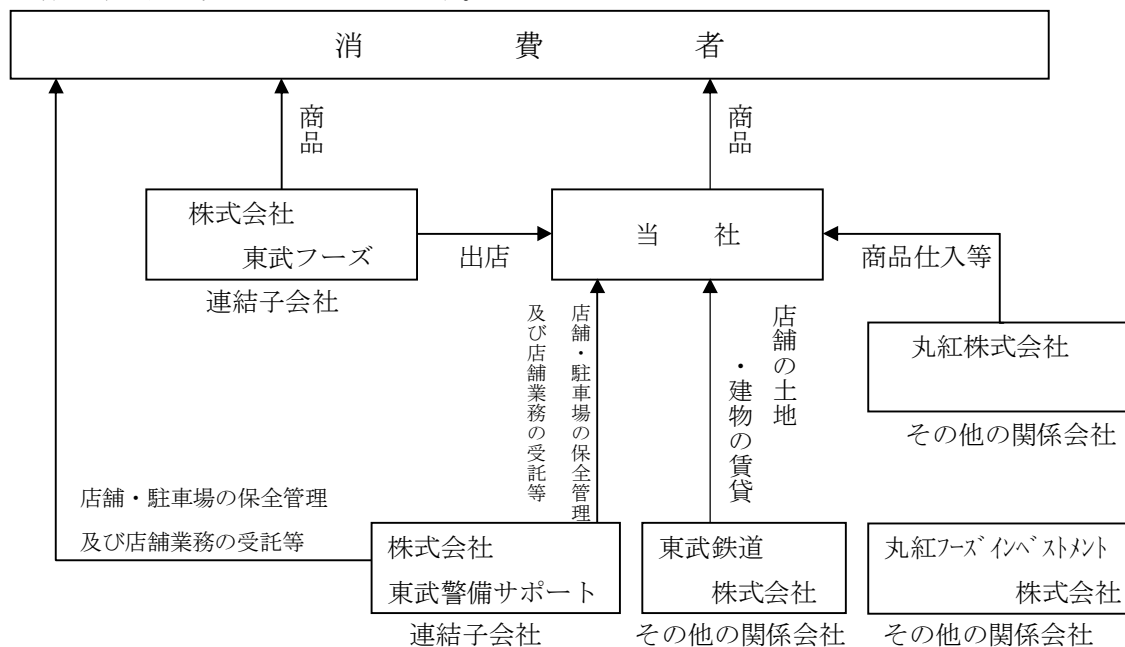 消費者
商品
商品
株式会社
東武フーズ
連結子会社
出店
当社
商品仕入等
丸紅株式会社
その他の関係会社
店舗・駐車場の保全管理
及び店舗業務の受託等
店舗の土地
・建物の賃貸
店舗・駐車場の保全管理
及び店舗業務の受託等
株式会社
東武警備サポート
連結子会社
東武鉄道
株式会社
その他の関係会社
丸紅フーズインベストメント
株式会社
その他の関係会社